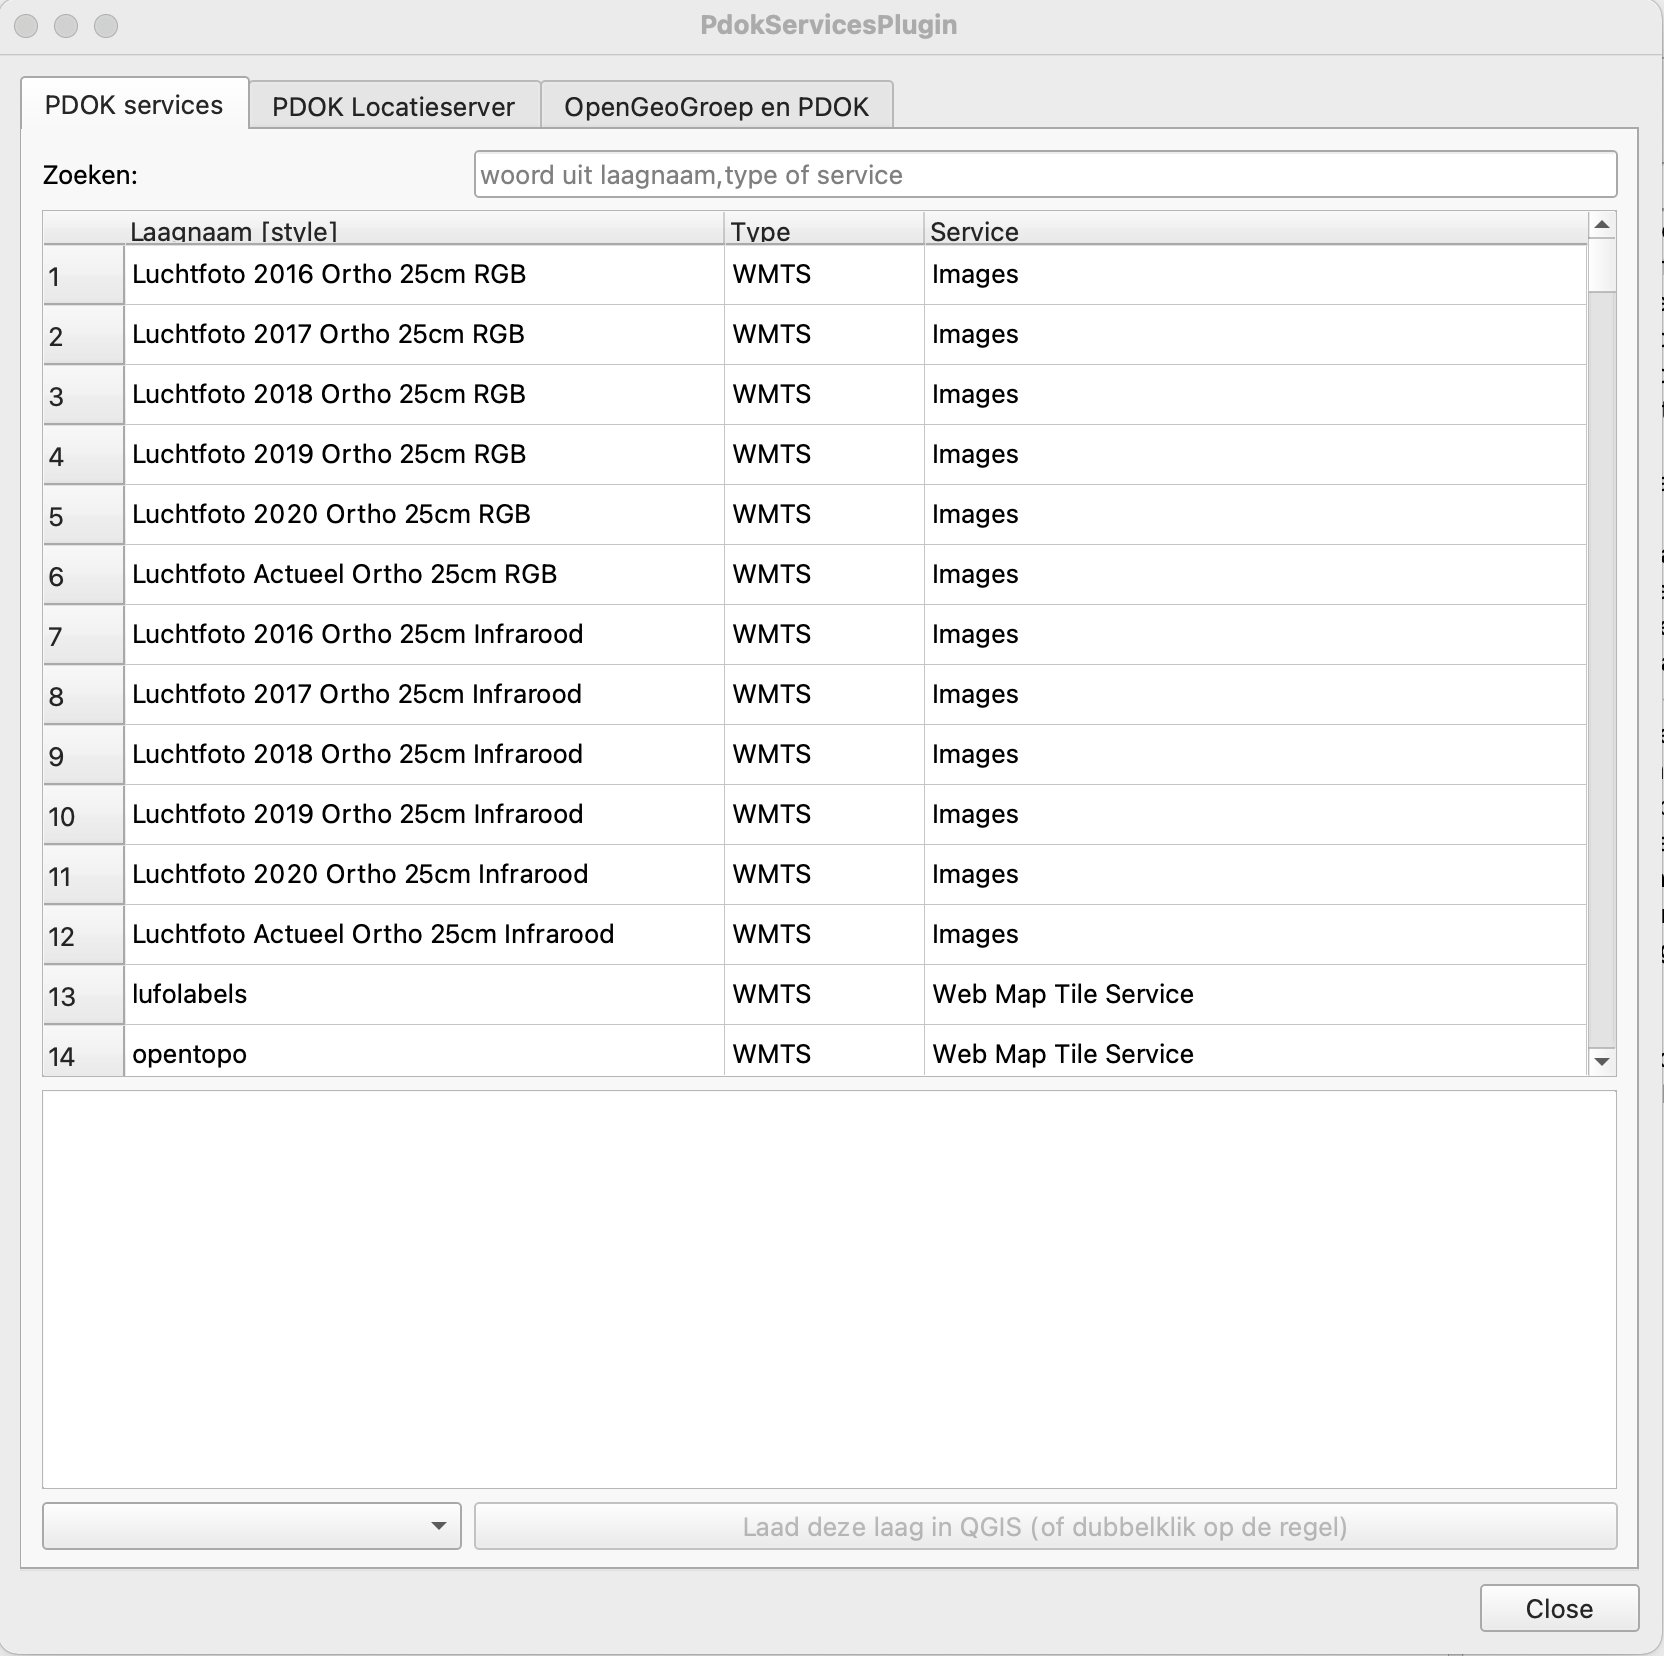 PdokServicesPlugin
PDOK services PDOK Locatieserver OpenGeoGroep en PDOK
Zoeken: woord uit laagnaam,type of service
Laagnaam [style] Type Service
1 Luchtfoto 2016 Ortho 25cm RGB WMTS Images
2 Luchtfoto 2017 Ortho 25cm RGB WMTS Images
3 Luchtfoto 2018 Ortho 25cm RGB WMTS Images
4 Luchtfoto 2019 Ortho 25cm RGB WMTS Images
5 Luchtfoto 2020 Ortho 25cm RGB WMTS Images
6 Luchtfoto Actueel Ortho 25cm RGB WMTS Images
7 Luchtfoto 2016 Ortho 25cm Infrarood WMTS Images
8 Luchtfoto 2017 Ortho 25cm Infrarood WMTS Images
9 Luchtfoto 2018 Ortho 25cm Infrarood WMTS Images
10 Luchtfoto 2019 Ortho 25cm Infrarood WMTS Images
11 Luchtfoto 2020 Ortho 25cm Infrarood WMTS Images
12 Luchtfoto Actueel Ortho 25cm Infrarood WMTS Images
13 lufolabels WMTS Web Map Tile Service
14 opentopo WMTS Web Map Tile Service
Laad deze laag in QGIS (of dubbelklik op de regel)
Close